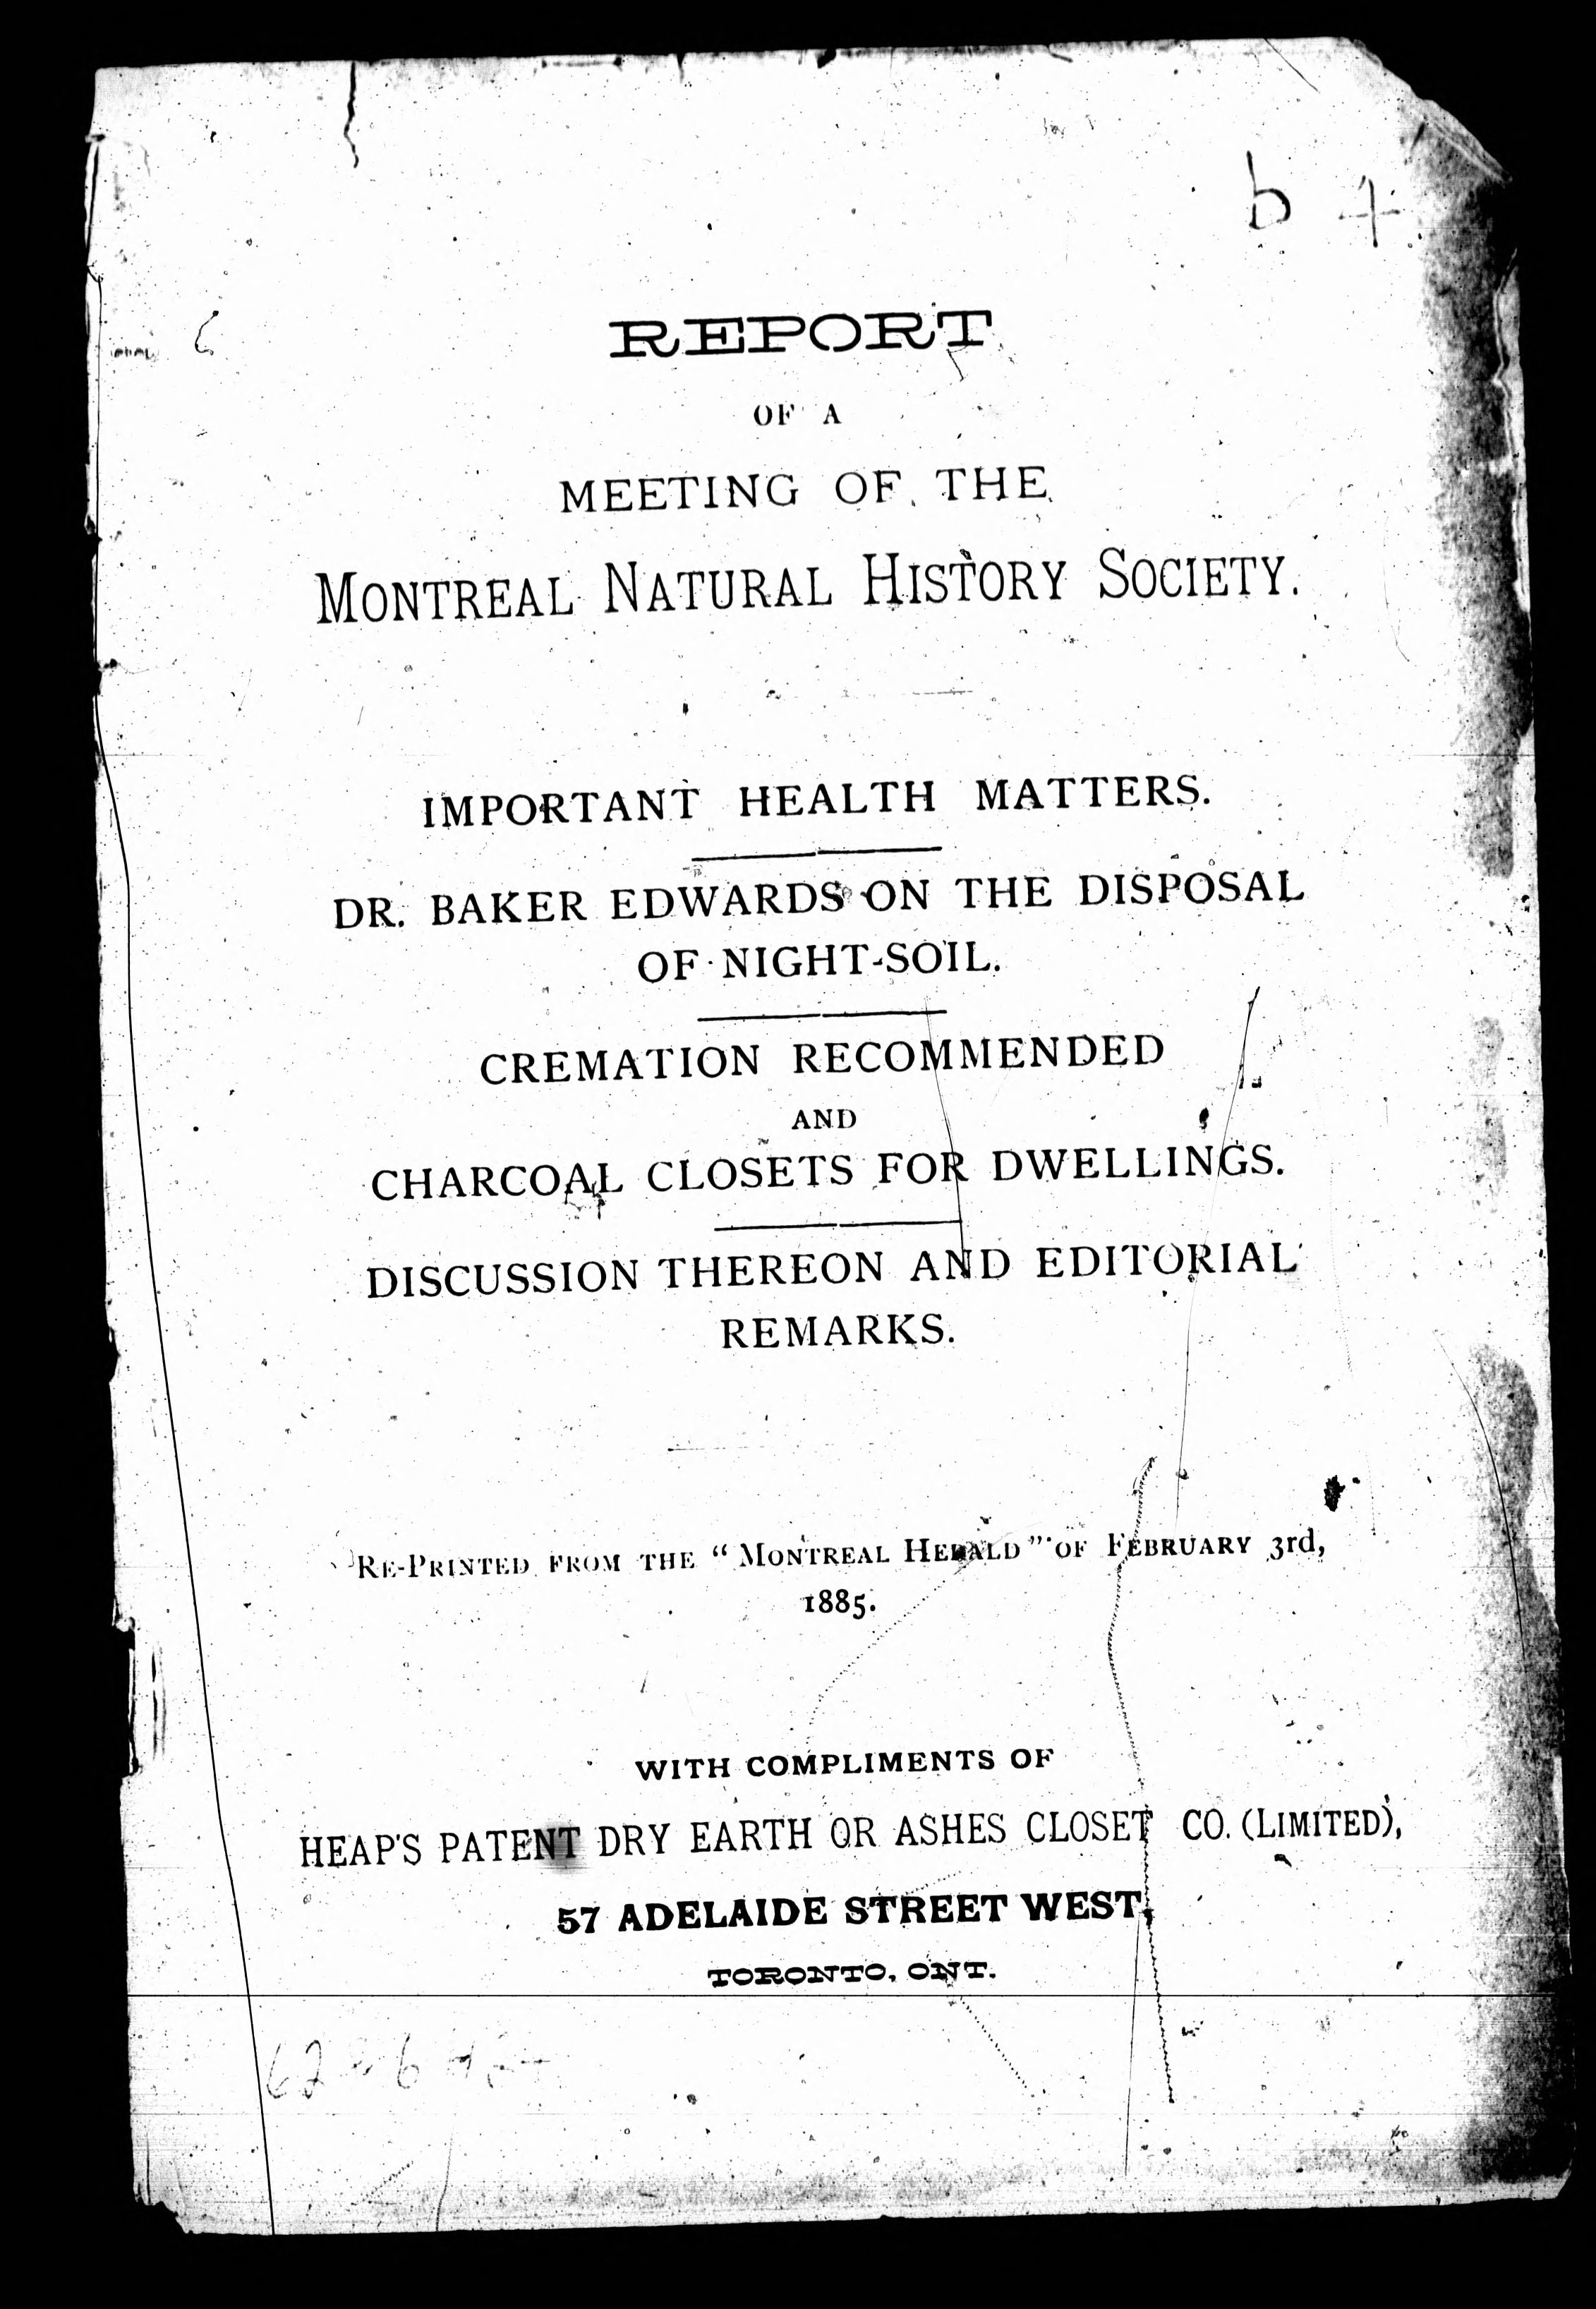 b +
REPORT
OF A
MEETING OF THE
MONTREAL NATURAL HISTORY SOCIETY.
IMPORTANT HEALTH MATTERS.
DR. BAKER EDWARDS ON THE DISPOSAL
OF NIGHT-SOIL.
CREMATION RECOMMENDED
AND
CHARCOAL CLOSETS FOR DWELLINGS.
DISCUSSION THEREON AND EDITORIAL
REMARKS.
RE-PRINTED FROM THE "MONTREAL HERALD" OF FEBRUARY 3rd,
1885.
WITH COMPLIMENTS OF
HEAP'S PATENT DRY EARTH OR ASHES CLOSET CO. (LIMITED),
57 ADELAIDE STREET WEST,
TORONTO, ONT.